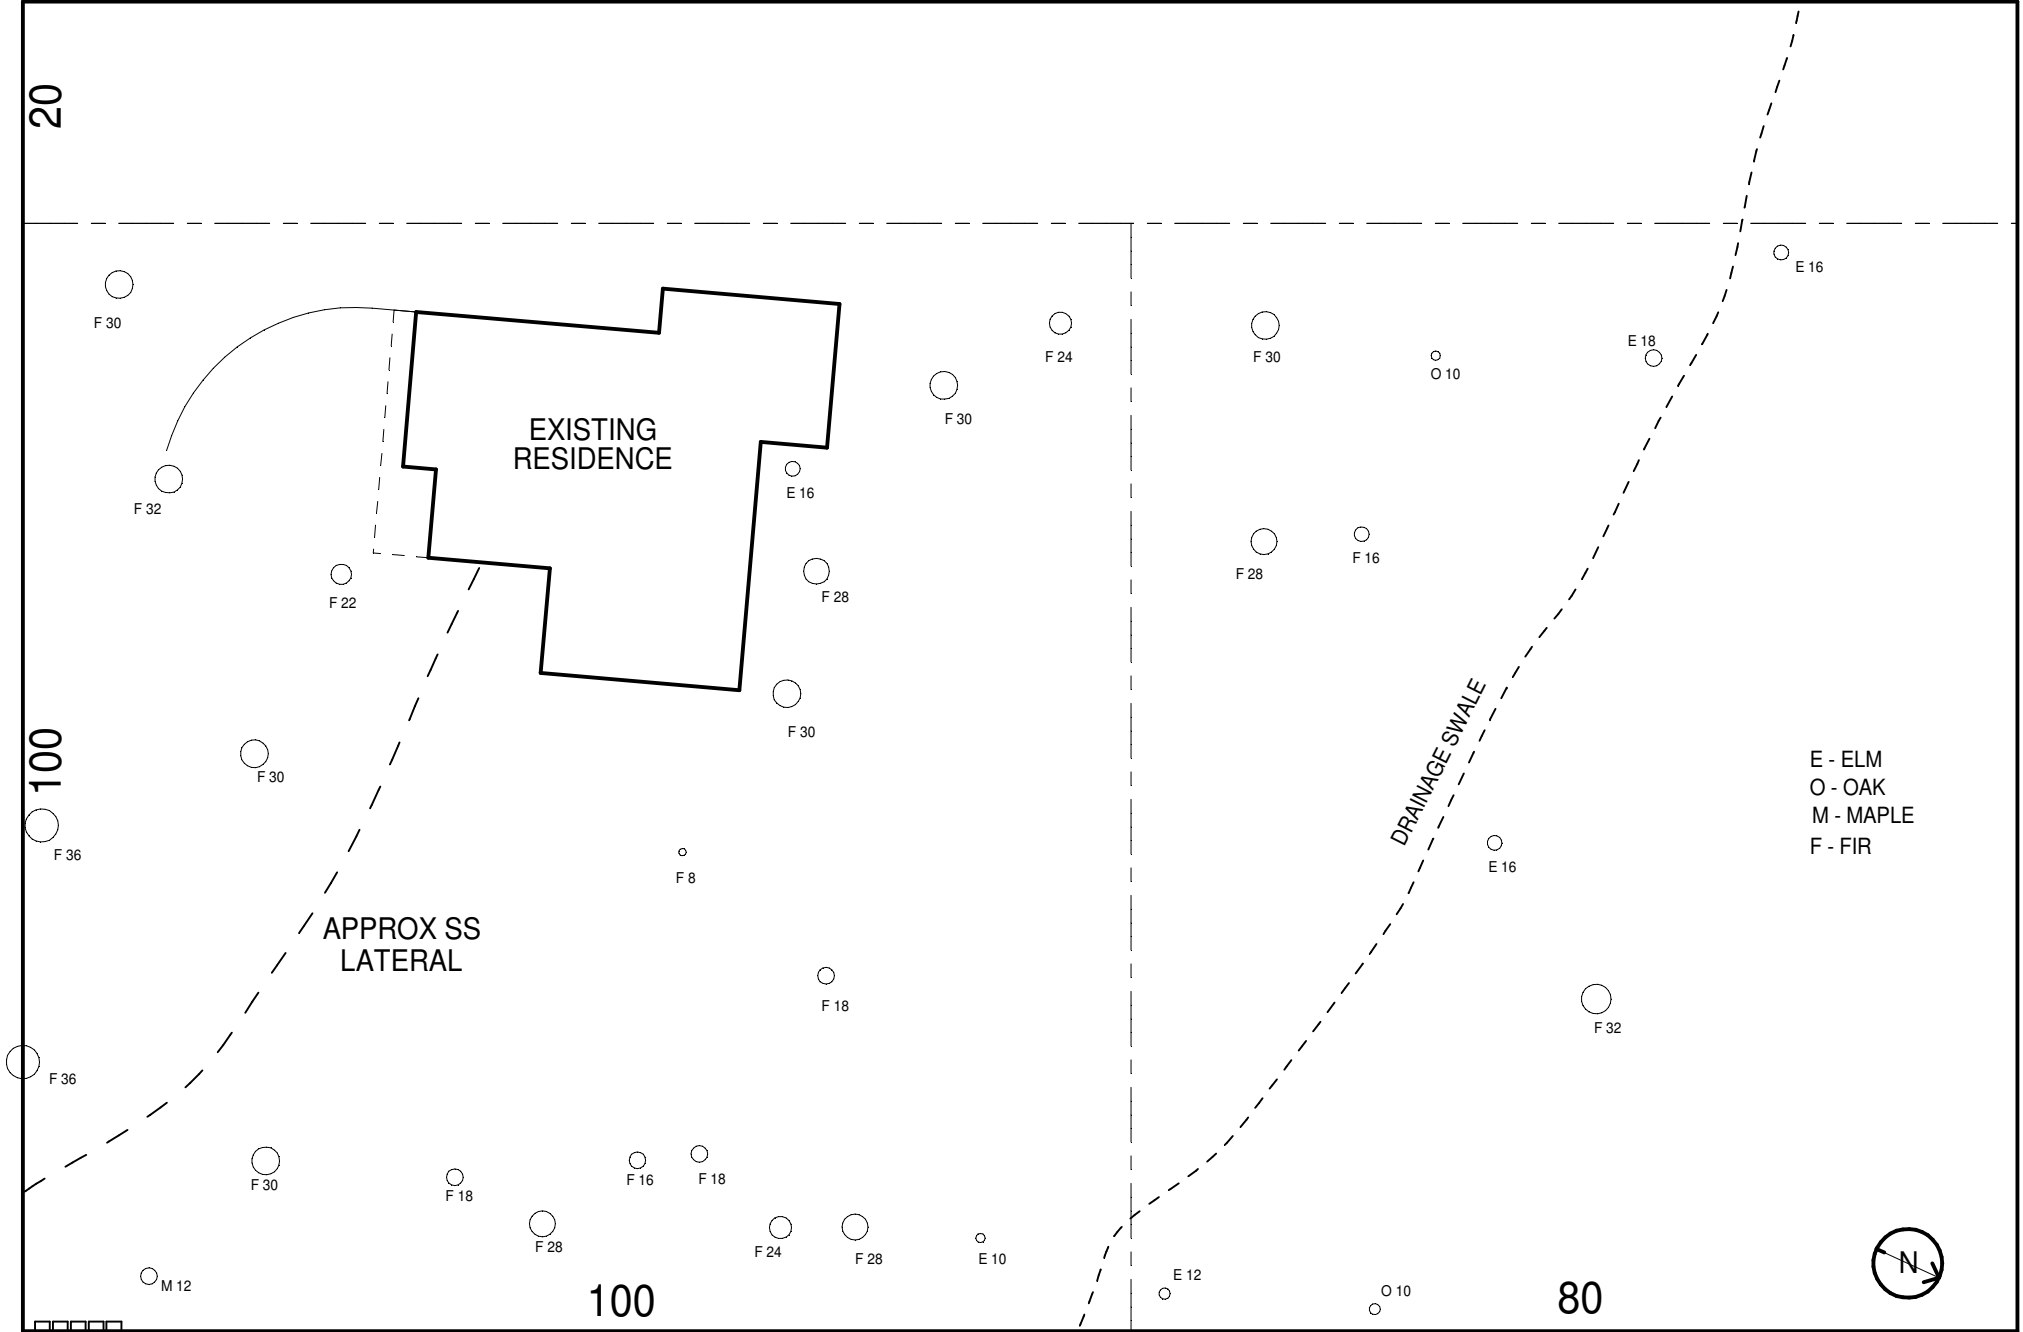 20
E 16
F 30
F 24
F 30
E 18
O 10
F 30
EXISTING
RESIDENCE
E 16
F 32
F 28
F 16
F 22
F 28
F 30
DRAINAGE SWALE
100
F 30
E - ELM
O - OAK
M - MAPLE
F - FIR
F 36
F 8
E 16
APPROX SS
LATERAL
F 18
F 32
F 36
F 30
F 18
F 16
F 18
F 28
F 24
F 28
E 10
M 12
100
E 12
O 10
80
N